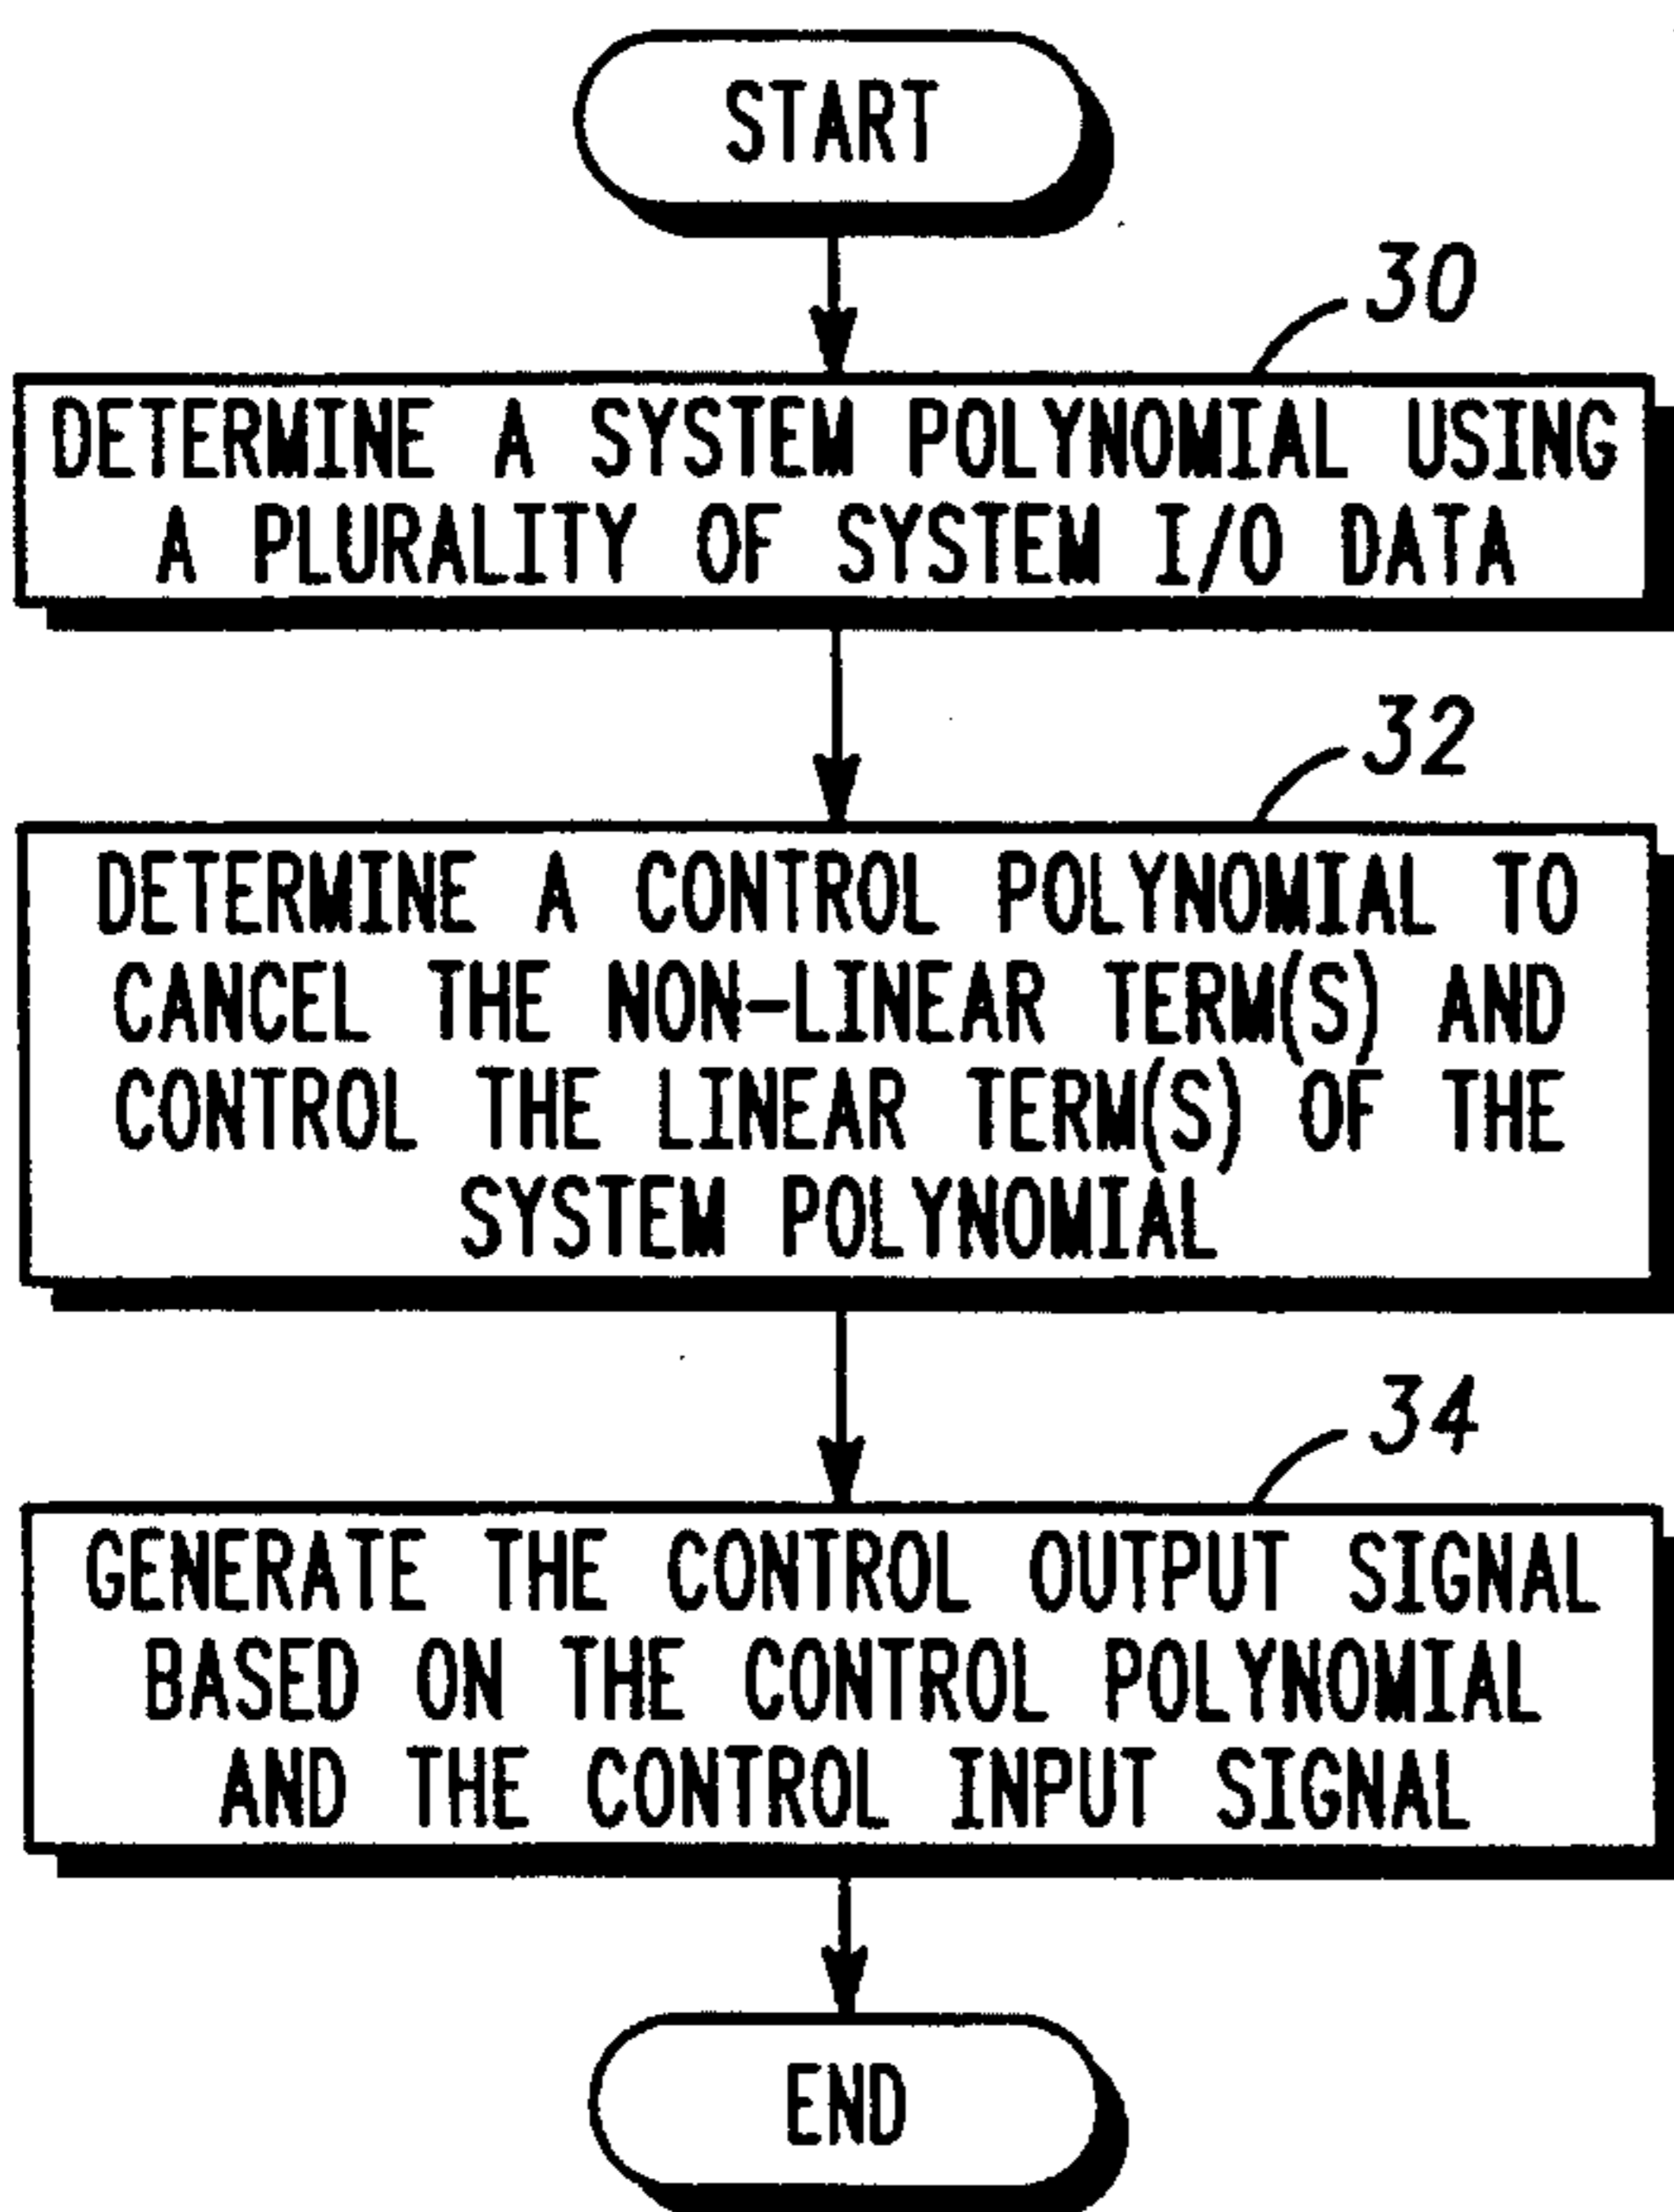 START
30
DETERMINE A SYSTEM POLYNOMIAL USING
A PLURALITY OF SYSTEM I/O DATA
32
DETERMINE A CONTROL POLYNOMIAL TO
CANCEL THE NON-LINEAR TERM(S) AND
CONTROL THE LINEAR TERM(S) OF THE
SYSTEM POLYNOMIAL
34
GENERATE THE CONTROL OUTPUT SIGNAL
BASED ON THE CONTROL POLYNOMIAL
AND THE CONTROL INPUT SIGNAL
END